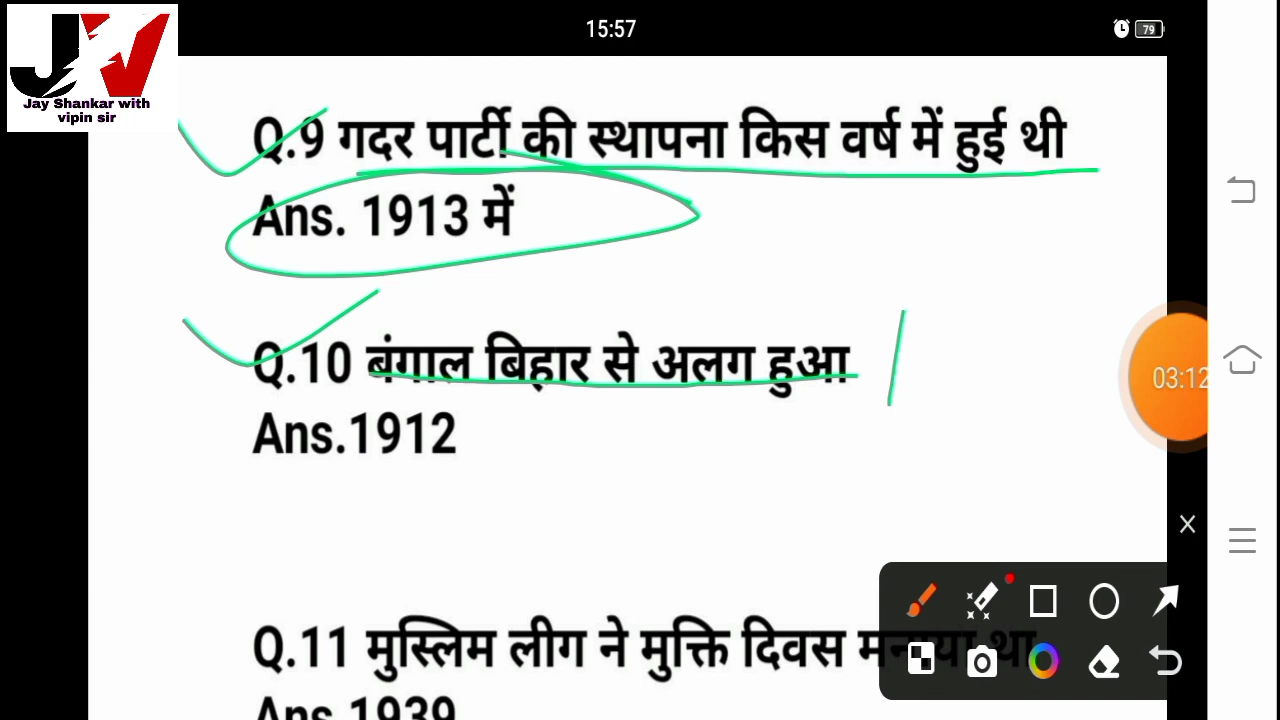 15:57
79
JV
Jay Shankar with
vipin sir
Q.9 गदर पार्टी की स्थापना किस वर्ष में हुई थी
Ans. 1913 में
Q.10 बंगाल बिहार से अलग हुआ
Ans.1912
03:12
Q.11 मुस्लिम लीग ने मुक्ति दिवस मनाया था
Ans.1939